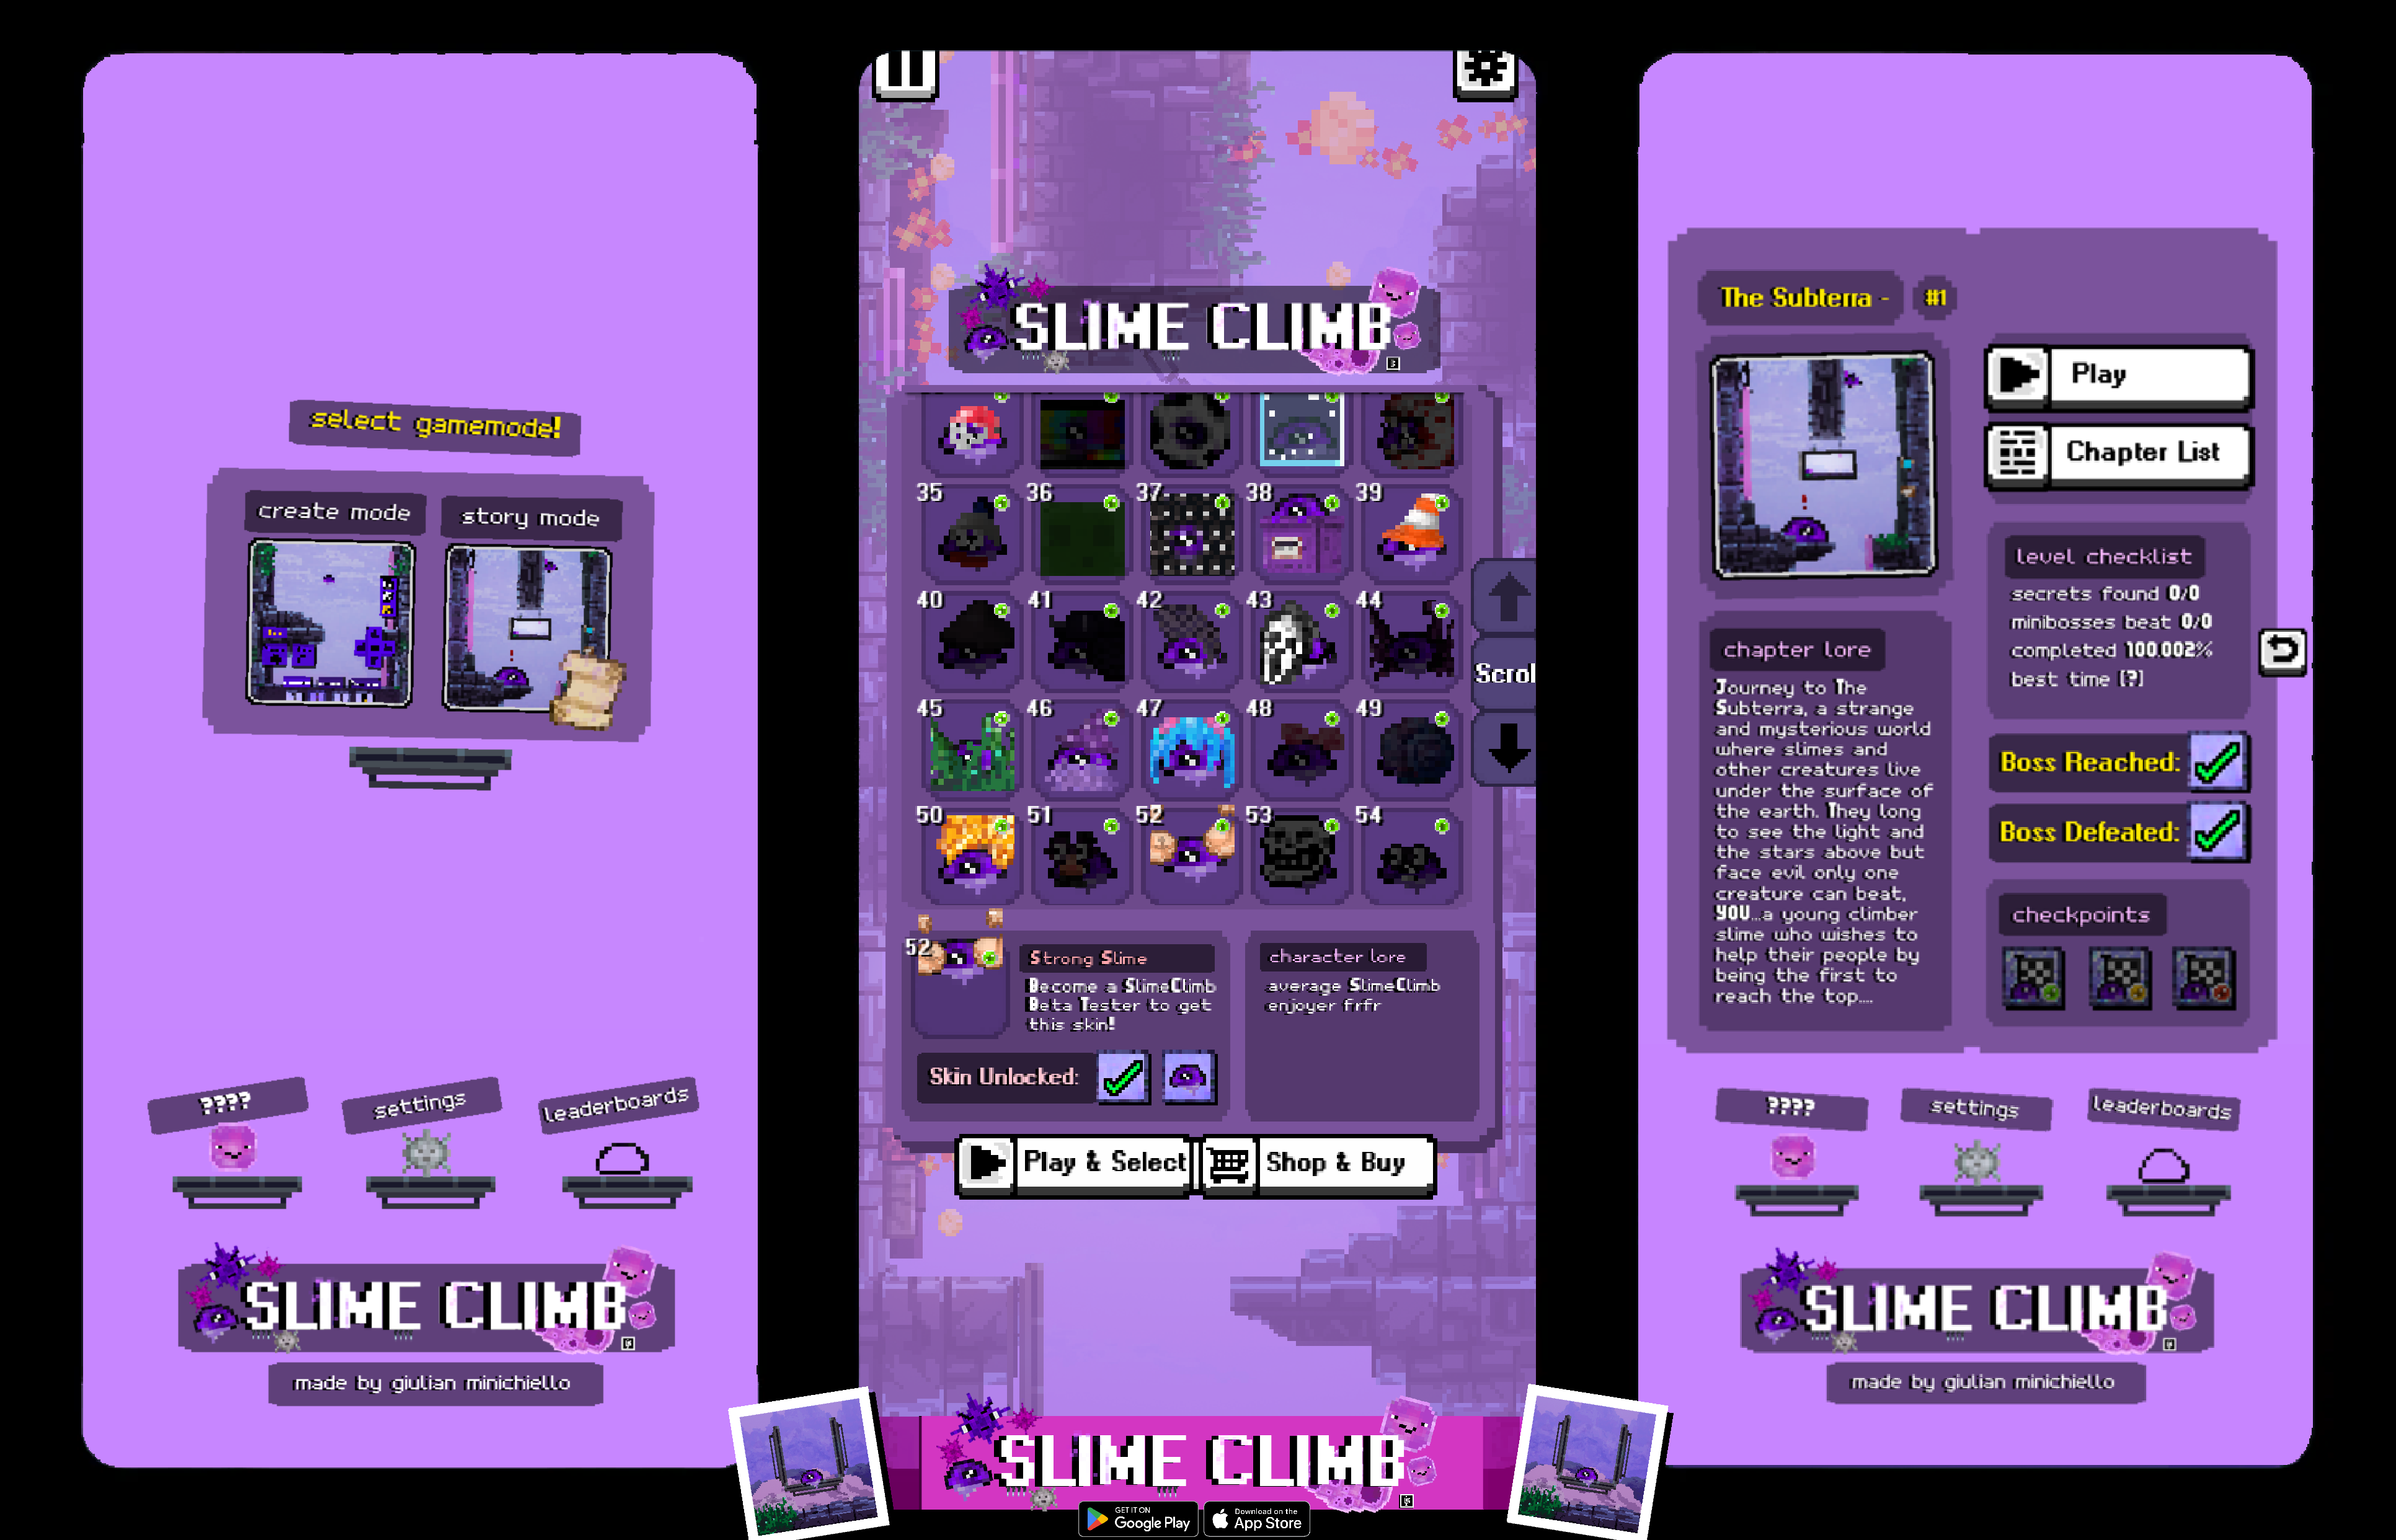 select gamemode!
create mode
story mode
????
settings
leaderboards
SLIME CLIMB
made by giulian minichiello
SLIME CLIMB
35 36 37 38 39
40 41 42 43 44
45 46 47 48 49
50 51 52 53 54
Scrol
52
Strong Slime
Become a SlimeClimb
Beta Tester to get
this skin!
Skin Unlocked:
character lore
average SlimeClimb
enjoyer frfr
Play & Select
Shop & Buy
SLIME CLIMB
GET IT ON
Google Play
Download on the
App Store
The Subterra - #1
Play
Chapter List
chapter lore
Journey to The
Subterra, a strange
and mysterious world
where slimes and
other creatures live
under the surface of
the earth. They long
to see the light and
the stars above but
face evil only one
creature can beat,
YOU...a young climber
slime who wishes to
help their people by
being the first to
reach the top....
level checklist
secrets found 0/0
minibosses beat 0/0
completed 100.002%
best time [?]
Boss Reached:
Boss Defeated:
checkpoints
????
settings
leaderboards
SLIME CLIMB
made by giulian minichiello